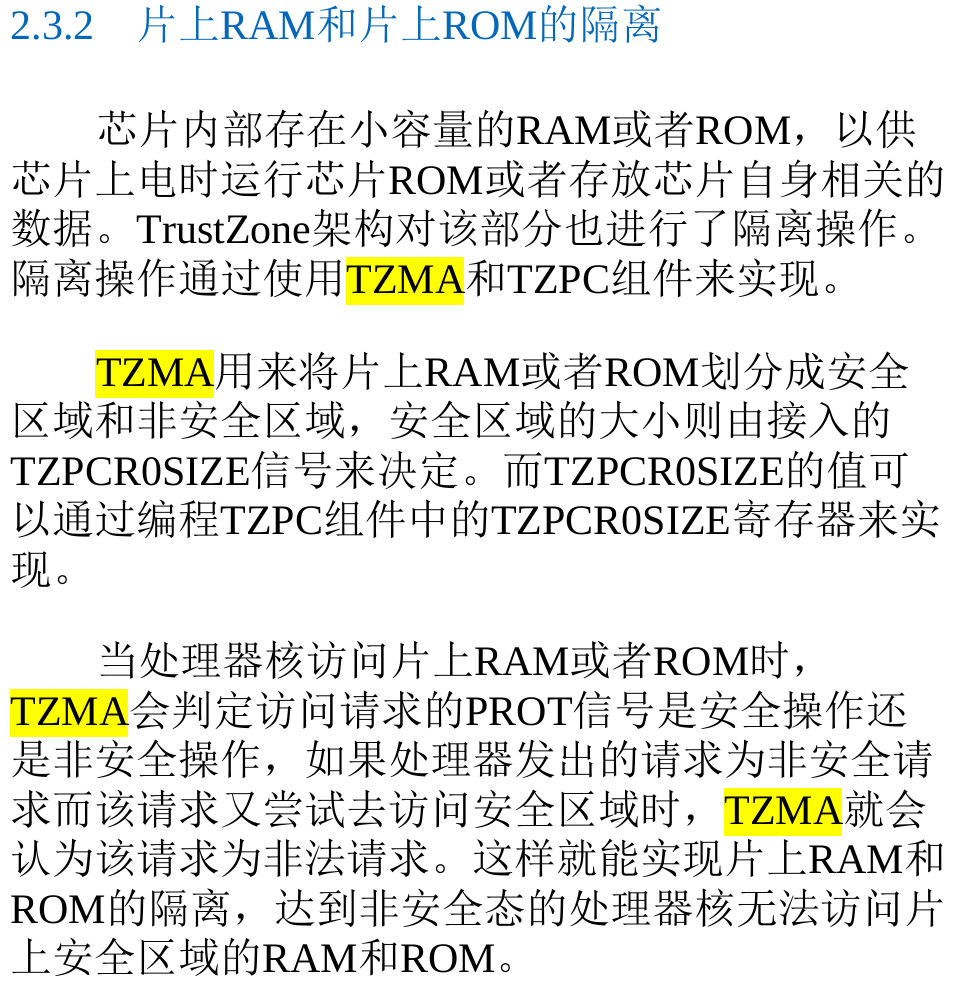 2.3.2 片上RAM和片上ROM的隔离
芯片内部存在小容量的RAM或者ROM，以供
芯片上电时运行芯片ROM或者存放芯片自身相关的
数据。TrustZone架构对该部分也进行了隔离操作。
隔离操作通过使用TZMA和TZPC组件来实现。
TZMA用来将片上RAM或者ROM划分成安全
区域和非安全区域，安全区域的大小则由接入的
TZPCR0SIZE信号来决定。而TZPCR0SIZE的值可
以通过编程TZPC组件中的TZPCR0SIZE寄存器来实
现。
当处理器核访问片上RAM或者ROM时，
TZMA会判定访问请求的PROT信号是安全操作还
是非安全操作，如果处理器发出的请求为非安全请
求而该请求又尝试去访问安全区域时，TZMA就会
认为该请求为非法请求。这样就能实现片上RAM和
ROM的隔离，达到非安全态的处理器核无法访问片
上安全区域的RAM和ROM。